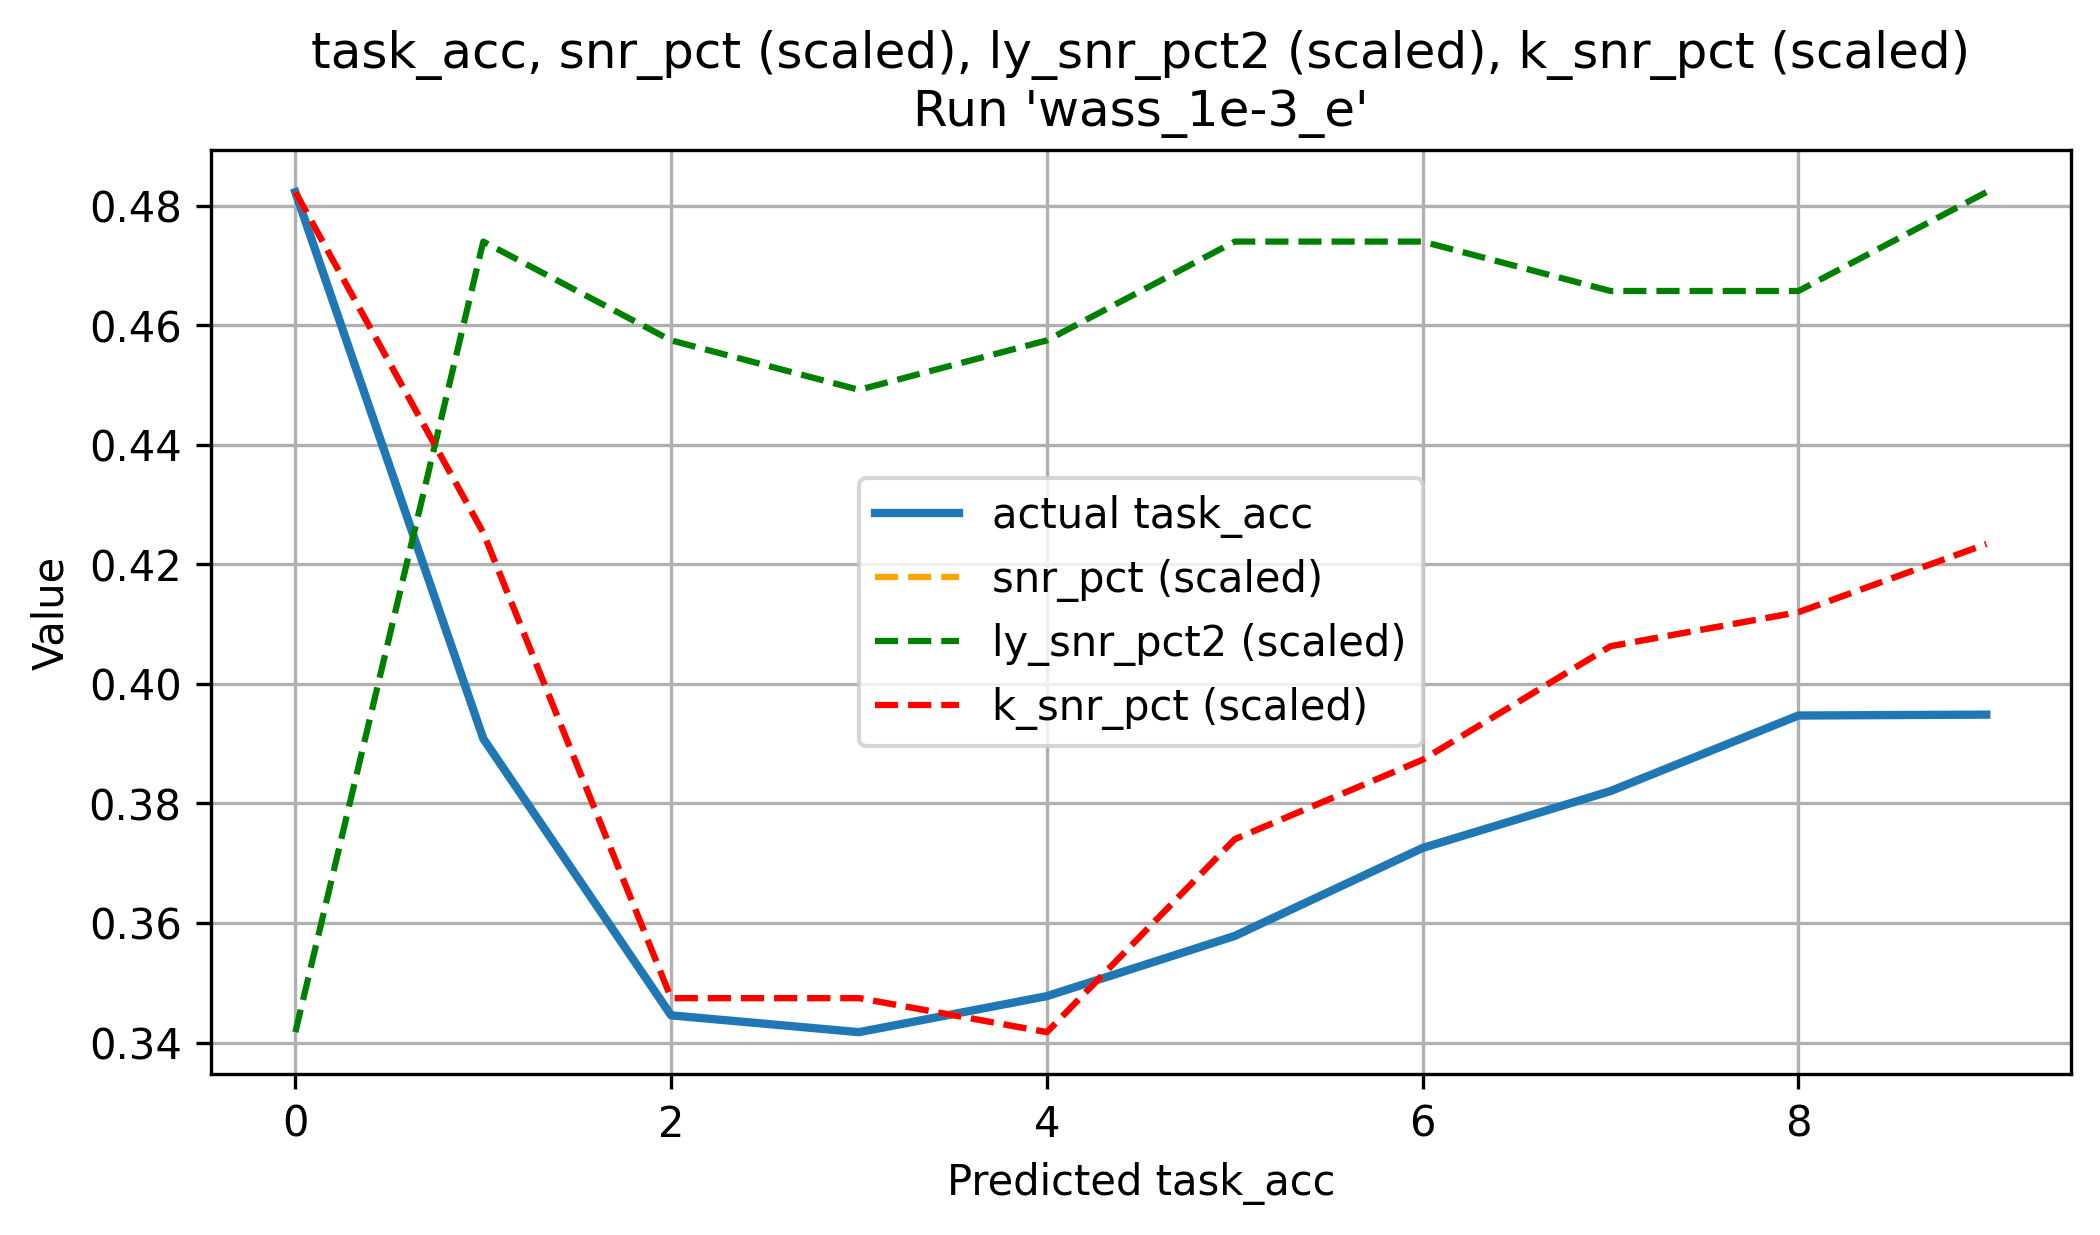 task_acc, snr_pct (scaled), ly_snr_pct2 (scaled), k_snr_pct (scaled)
Run 'wass_1e-3_e'
Value
0.48
0.46
0.44
0.42
0.40
0.38
0.36
0.34
actual task_acc
snr_pct (scaled)
ly_snr_pct2 (scaled)
k_snr_pct (scaled)
0 2 4 6 8
Predicted task_acc